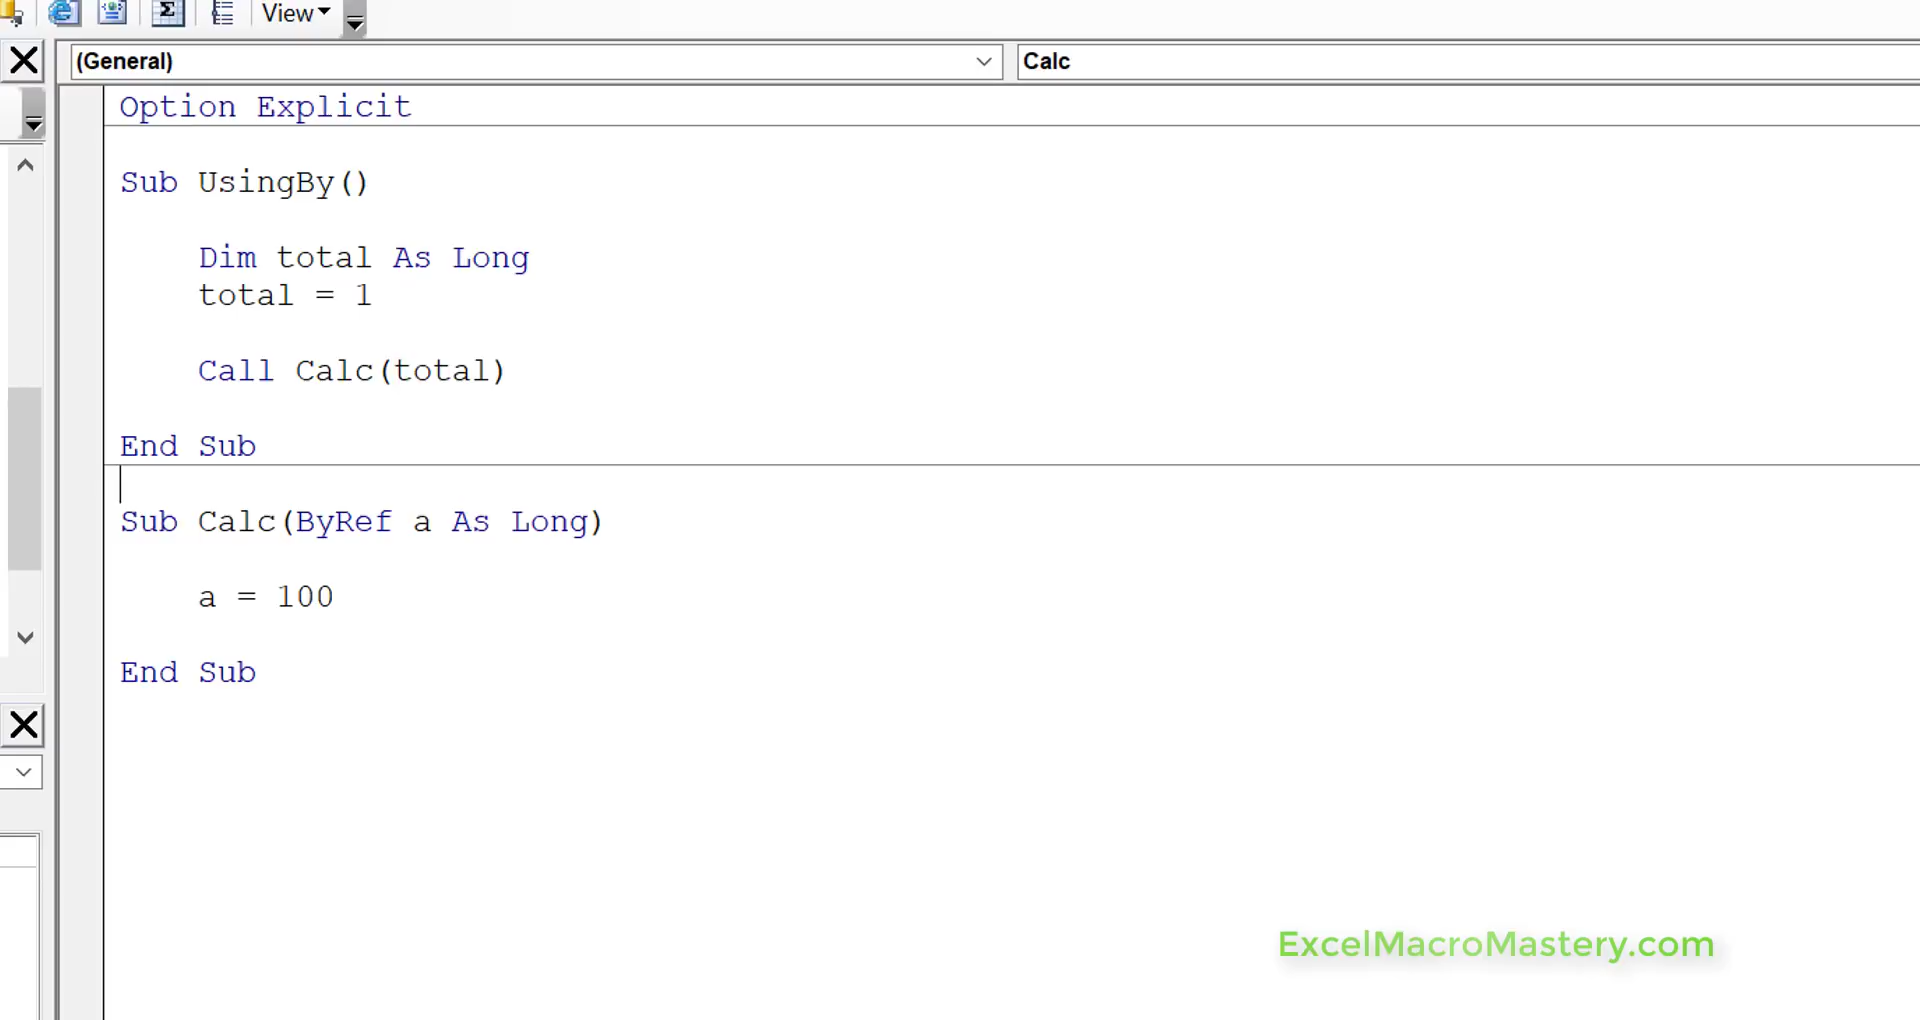 View
(General)
Calc
Option Explicit
Sub UsingBy()
Dim total As Long
total = 1
Call Calc(total)
End Sub
Sub Calc(ByRef a As Long)
a = 100
End Sub
ExcelMacroMastery.com